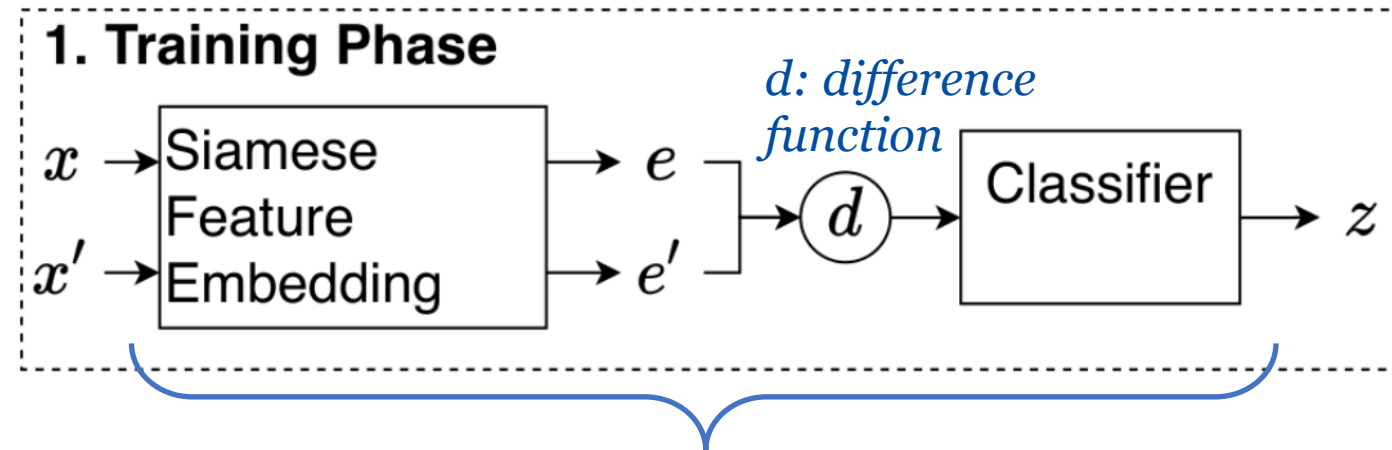 1. Training Phase
d: difference
function
x
Siamese
Feature
Embedding
x′
e
e′
d
Classifier
z